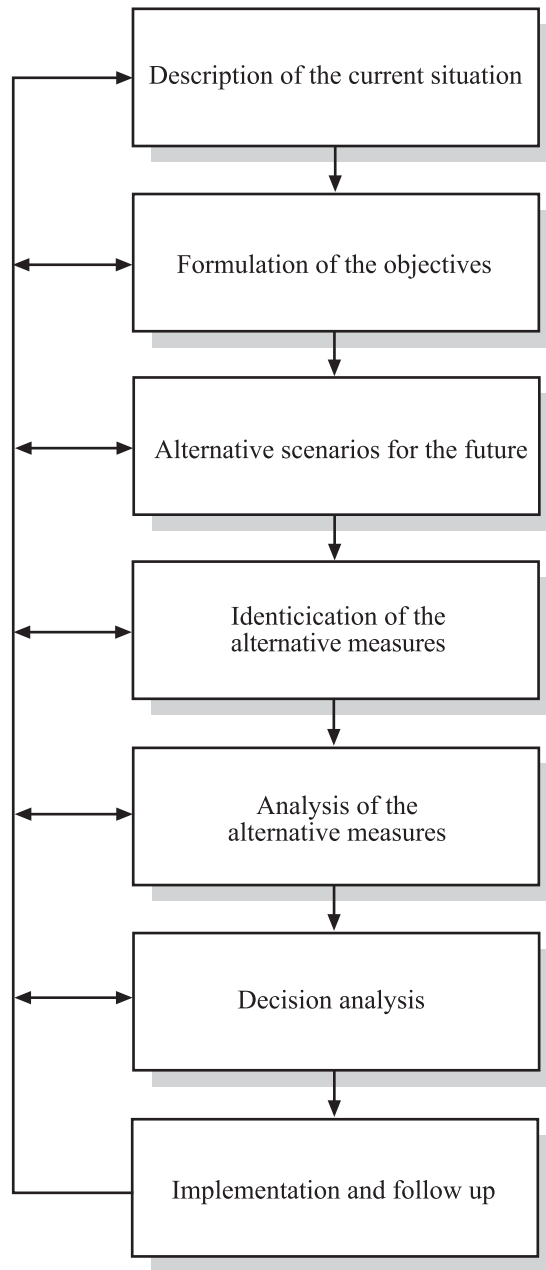 Description of the current situation
Formulation of the objectives
Alternative scenarios for the future
Identicication of the
alternative measures
Analysis of the
alternative measures
Decision analysis
Implementation and follow up